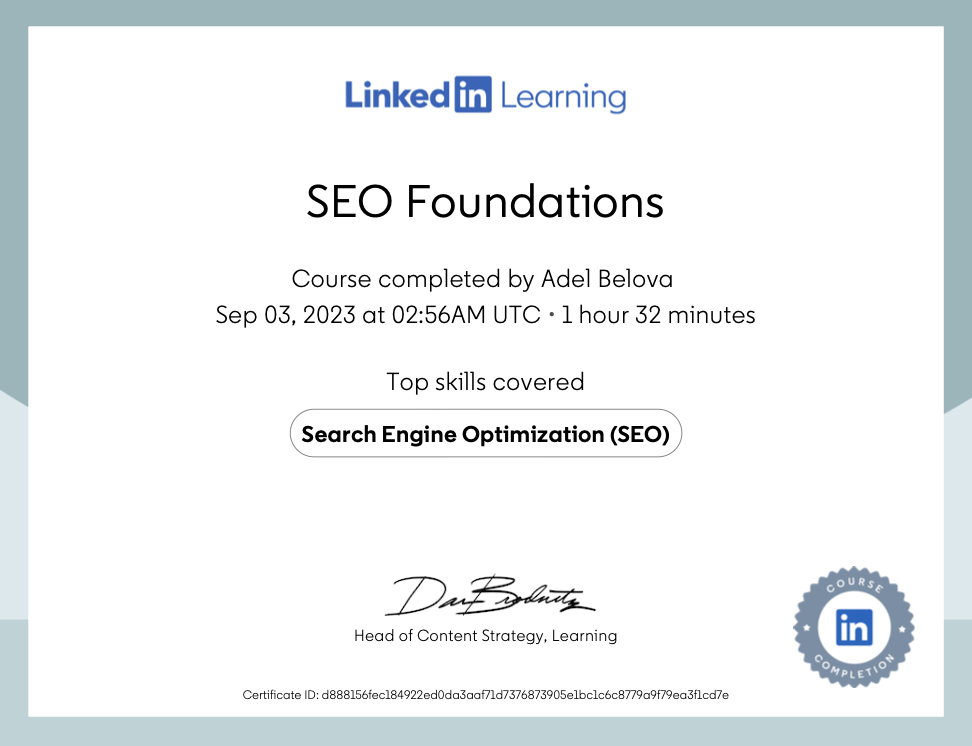 LinkedIn Learning
SEO Foundations
Course completed by Adel Belova
Sep 03, 2023 at 02:56AM UTC • 1 hour 32 minutes
Top skills covered
Search Engine Optimization (SEO)
Dan Brodnitz
Head of Content Strategy, Learning
COURSE
in
COMPLETION
Certificate ID: d888156fec184922ed0da3aaf71d7376873905e1bc1c6c8779a9f79ea3f1cd7e